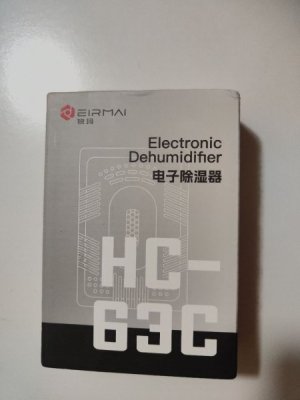 EIRMAI
锐玛
Electronic
Dehumidifier
电子除湿器
HC-
63C